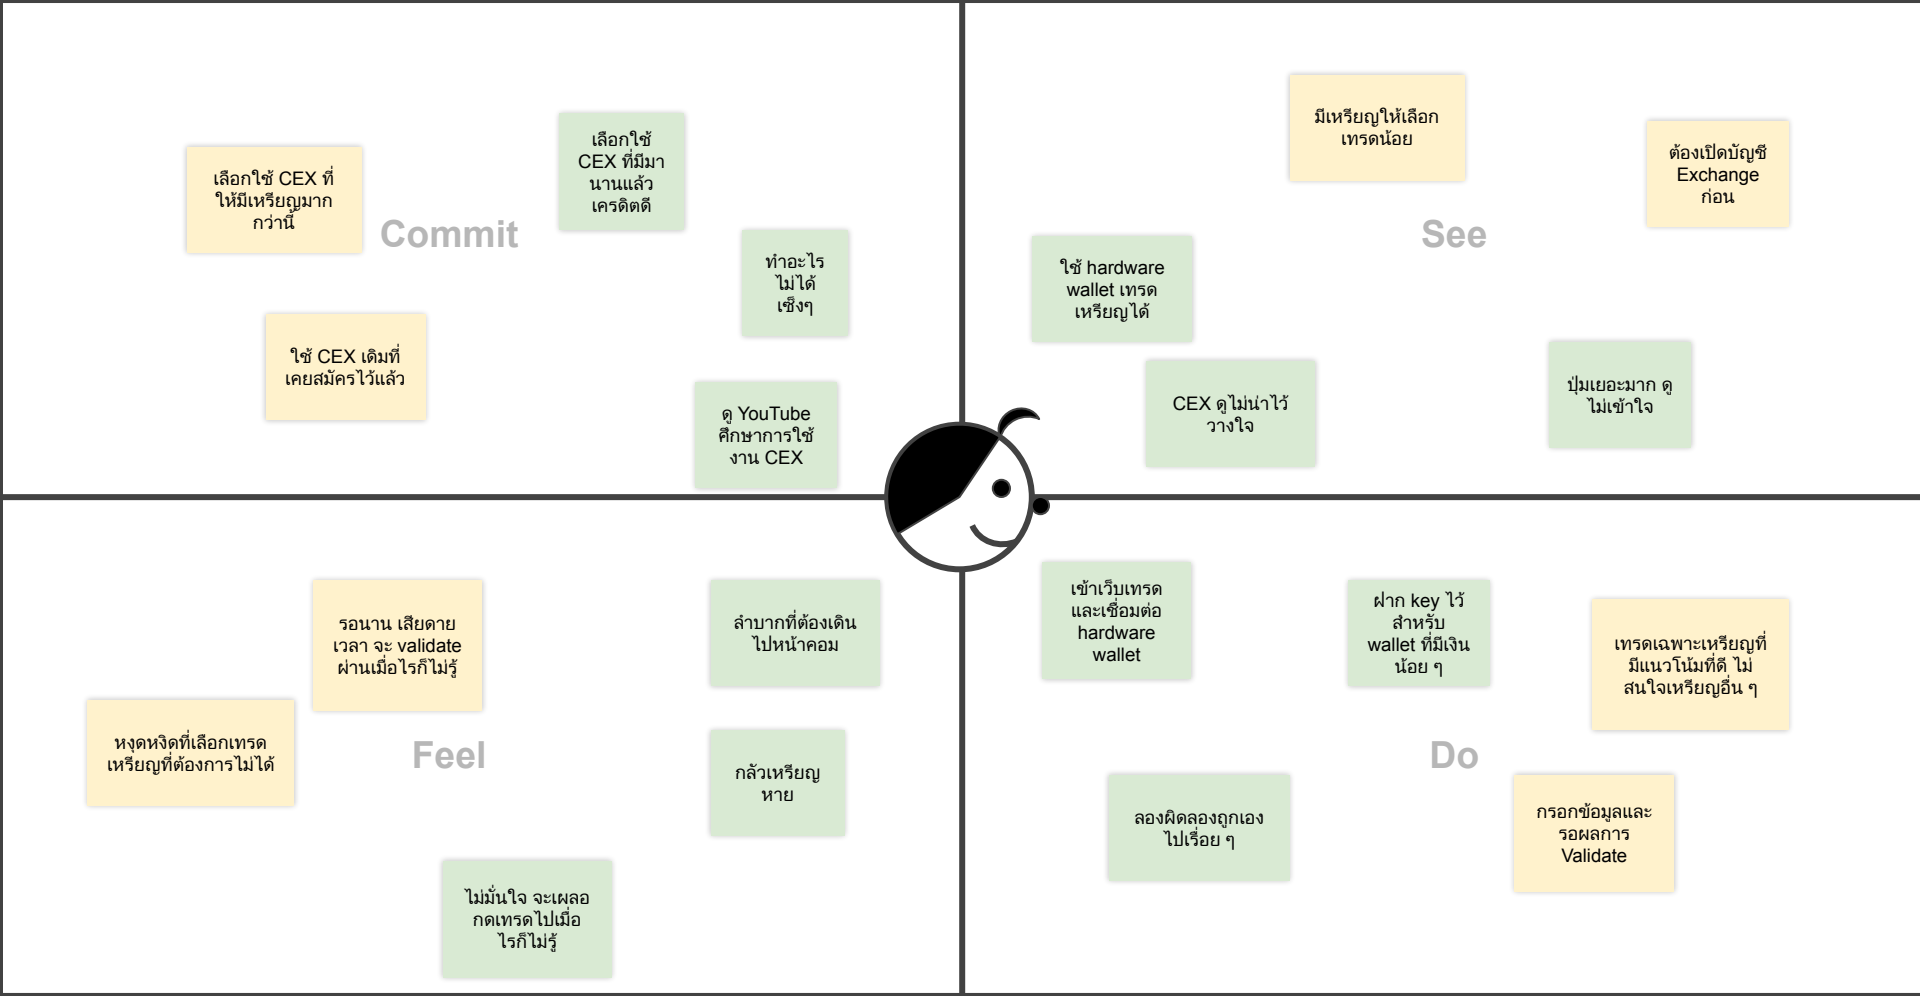 เลือกใช้ CEX ที่
ให้มีเหรียญมาก
กว่านี้
Commit
เลือกใช้
CEX ที่มีมา
นานแล้ว
เครดิตดี
ทำอะไร
ไม่ได้
เซ็งๆ
ใช้ CEX เดิมที่
เคยสมัครไว้แล้ว
ดู YouTube
ศึกษาการใช้
งาน CEX
มีเหรียญให้เลือก
เทรดน้อย
ต้องเปิดบัญชี
Exchange
ก่อน
See
ใช้ hardware
wallet เทรด
เหรียญได้
CEX ดูไม่น่าไว้
วางใจ
ปุ่มเยอะมาก ดู
ไม่เข้าใจ
รอนาน เสียดาย
เวลา จะ validate
ผ่านเมื่อไรก็ไม่รู้
ลำบากที่ต้องเดิน
ไปหน้าคอม
หงุดหงิดที่เลือกเทรด
เหรียญที่ต้องการไม่ได้
Feel
กลัวเหรียญ
หาย
ไม่มั่นใจ จะเผลอ
กดเทรดไปเมื่อ
ไรก็ไม่รู้
เข้าเว็บเทรด
และเชื่อมต่อ
hardware
wallet
ฝาก key ไว้
สำหรับ
wallet ที่มีเงิน
น้อย ๆ
เทรดเฉพาะเหรียญที่
มีแนวโน้มที่ดี ไม่
สนใจเหรียญอื่น ๆ
Do
ลองผิดลองถูกเอง
ไปเรื่อย ๆ
กรอกข้อมูลและ
รอผลการ
Validate